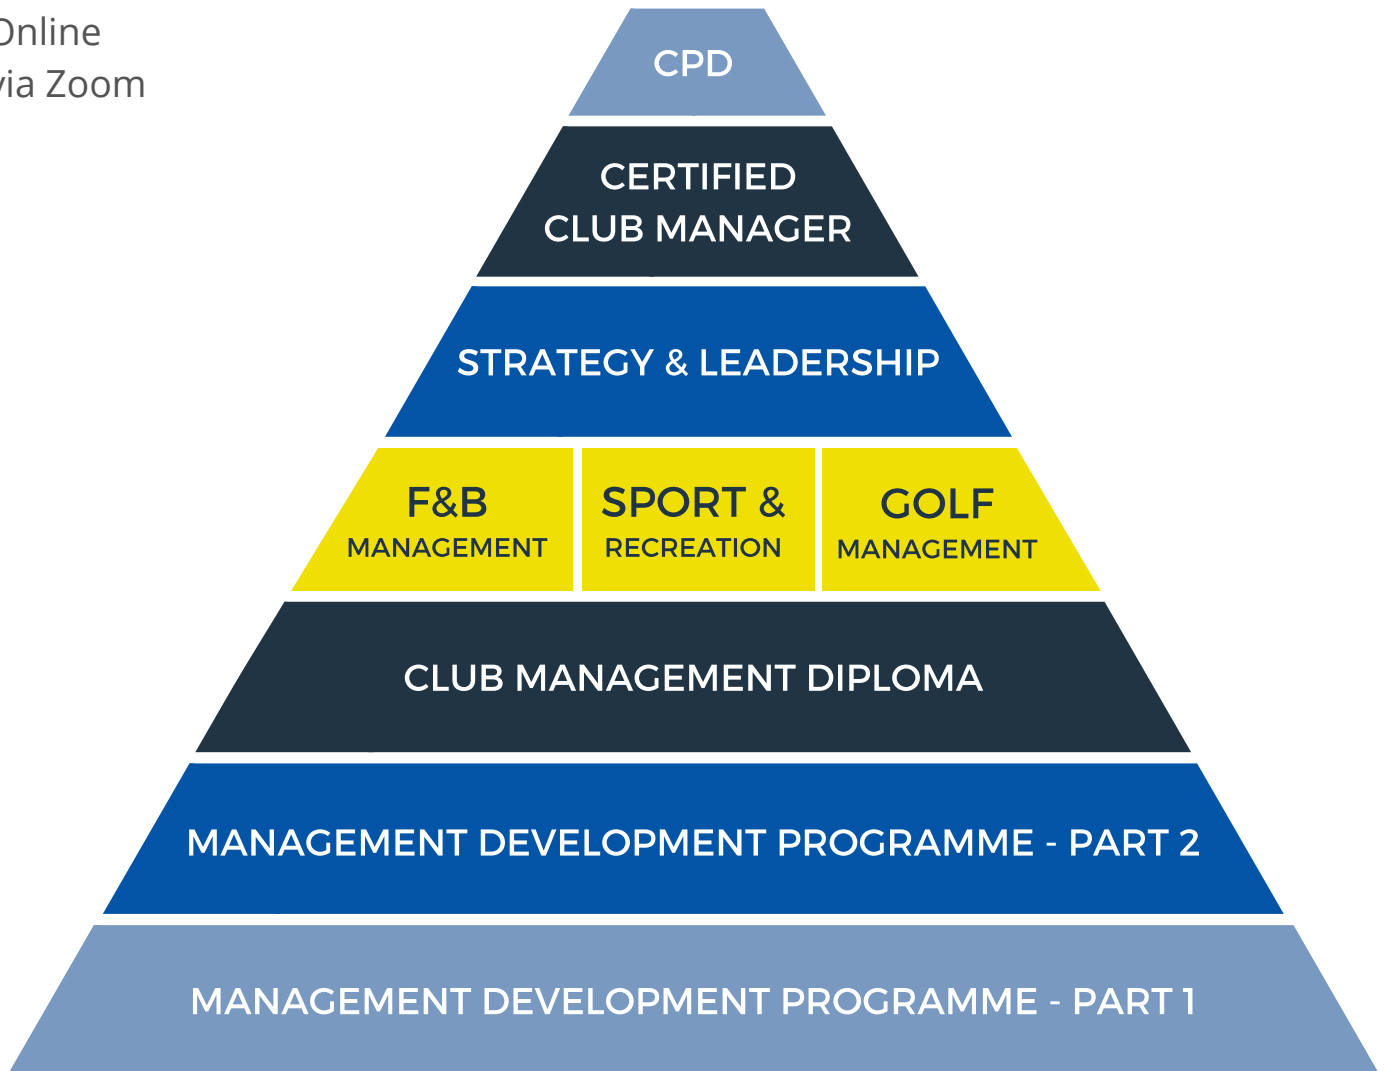 Online
via Zoom
CPD
CERTIFIED
CLUB MANAGER
STRATEGY & LEADERSHIP
F&B
MANAGEMENT
SPORT &
RECREATION
GOLF
MANAGEMENT
CLUB MANAGEMENT DIPLOMA
MANAGEMENT DEVELOPMENT PROGRAMME - PART 2
MANAGEMENT DEVELOPMENT PROGRAMME - PART 1